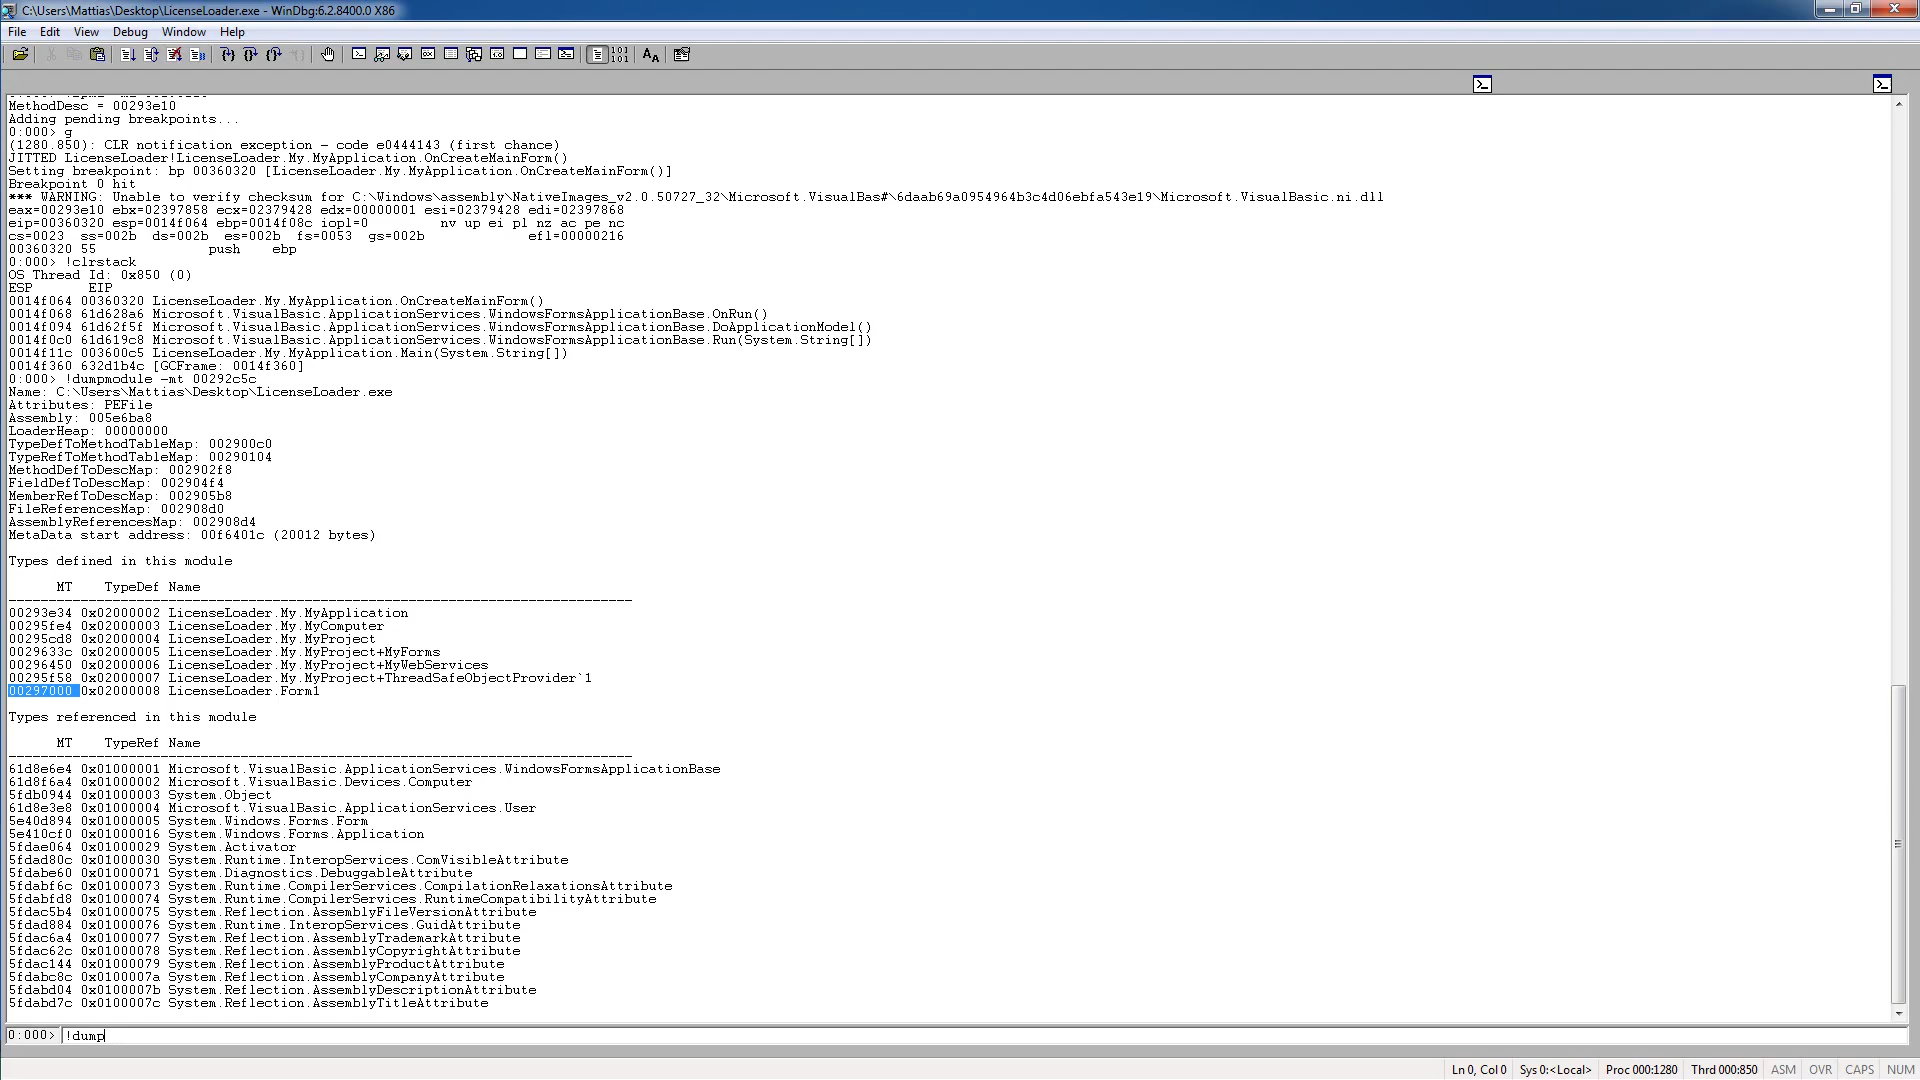 C:\Users\Mattias\Desktop\LicenseLoader.exe - WinDbg:6.2.8400.0 X86
File Edit View Debug Window Help
MethodDesc = 00293e10
Adding pending breakpoints...
0:000> g
(1280.850): CLR notification exception - code e0444143 (first chance)
JITTED LicenseLoader!LicenseLoader.My.MyApplication.OnCreateMainForm()
Setting breakpoint: bp 00360320 [LicenseLoader.My.MyApplication.OnCreateMainForm()]
Breakpoint 0 hit
*** WARNING: Unable to verify checksum for C:\Windows\assembly\NativeImages_v2.0.50727_32\Microsoft.VisualBas#\6daab69a0954964b3c4d06ebfa543e19\Microsoft.VisualBasic.ni.dll
eax=00293e10 ebx=02397858 ecx=02379428 edx=00000001 esi=02379428 edi=02397868
eip=00360320 esp=0014f064 ebp=0014f08c iopl=0 nv up ei pl nz ac pe nc
cs=0023 ss=002b ds=002b es=002b fs=0053 gs=002b efl=00000216
00360320 55 push ebp
0:000> !clrstack
OS Thread Id: 0x850 (0)
ESP EIP
0014f064 00360320 LicenseLoader.My.MyApplication.OnCreateMainForm()
0014f068 61d628a6 Microsoft.VisualBasic.ApplicationServices.WindowsFormsApplicationBase.OnRun()
0014f094 61d62f5f Microsoft.VisualBasic.ApplicationServices.WindowsFormsApplicationBase.DoApplicationModel()
0014f0c0 61d619c8 Microsoft.VisualBasic.ApplicationServices.WindowsFormsApplicationBase.Run(System.String[])
0014f11c 003600c5 LicenseLoader.My.MyApplication.Main(System.String[])
0014f360 632d1b4c [GCFrame: 0014f360]
0:000> !dumpmodule -mt 00292c5c
Name: C:\Users\Mattias\Desktop\LicenseLoader.exe
Attributes: PEFile
Assembly: 005e6ba8
LoaderHeap: 00000000
TypeDefToMethodTableMap: 002900c0
TypeRefToMethodTableMap: 00290104
MethodDefToDescMap: 002902f8
FieldDefToDescMap: 002904f4
MemberRefToDescMap: 002905b8
FileReferencesMap: 002908d0
AssemblyReferencesMap: 002908d4
MetaData start address: 00f6401c (20012 bytes)
Types defined in this module
MT TypeDef Name
------------------------------------------------------------------------------
00293e34 0x02000002 LicenseLoader.My.MyApplication
00295fe4 0x02000003 LicenseLoader.My.MyComputer
00295cd8 0x02000004 LicenseLoader.My.MyProject
0029633c 0x02000005 LicenseLoader.My.MyProject+MyForms
00296450 0x02000006 LicenseLoader.My.MyProject+MyWebServices
00295f58 0x02000007 LicenseLoader.My.MyProject+ThreadSafeObjectProvider`1
00297000 0x02000008 LicenseLoader.Form1
Types referenced in this module
MT TypeRef Name
------------------------------------------------------------------------------
61d8e6e4 0x01000001 Microsoft.VisualBasic.ApplicationServices.WindowsFormsApplicationBase
61d8f6a4 0x01000002 Microsoft.VisualBasic.Devices.Computer
5fdb0944 0x01000003 System.Object
61d8e3e8 0x01000004 Microsoft.VisualBasic.ApplicationServices.User
5e40d894 0x01000005 System.Windows.Forms.Form
5e410cf0 0x01000016 System.Windows.Forms.Application
5fdae064 0x01000029 System.Activator
5fdad80c 0x01000030 System.Runtime.InteropServices.ComVisibleAttribute
5fdabe60 0x01000071 System.Diagnostics.DebuggableAttribute
5fdabf6c 0x01000073 System.Runtime.CompilerServices.CompilationRelaxationsAttribute
5fdabfd8 0x01000074 System.Runtime.CompilerServices.RuntimeCompatibilityAttribute
5fdac5b4 0x01000075 System.Reflection.AssemblyFileVersionAttribute
5fdad884 0x01000076 System.Runtime.InteropServices.GuidAttribute
5fdac6a4 0x01000077 System.Reflection.AssemblyTrademarkAttribute
5fdac62c 0x01000078 System.Reflection.AssemblyCopyrightAttribute
5fdac144 0x01000079 System.Reflection.AssemblyProductAttribute
5fdabc8c 0x0100007a System.Reflection.AssemblyCompanyAttribute
5fdabd04 0x0100007b System.Reflection.AssemblyDescriptionAttribute
5fdabd7c 0x0100007c System.Reflection.AssemblyTitleAttribute
0:000> !dump
Ln 0, Col 0 Sys 0:<Local> Proc 000:1280 Thrd 000:850 ASM OVR CAPS NUM